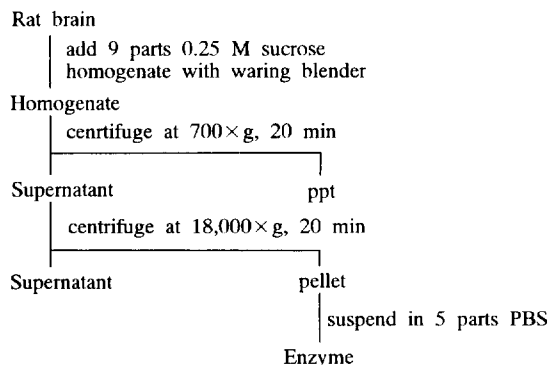 Rat brain
add 9 parts 0.25 M sucrose
homogenate with waring blender
Homogenate
cenrtifuge at 700×g, 20 min
Supernatant ppt
centrifuge at 18,000×g, 20 min
Supernatant pellet
suspend in 5 parts PBS
Enzyme